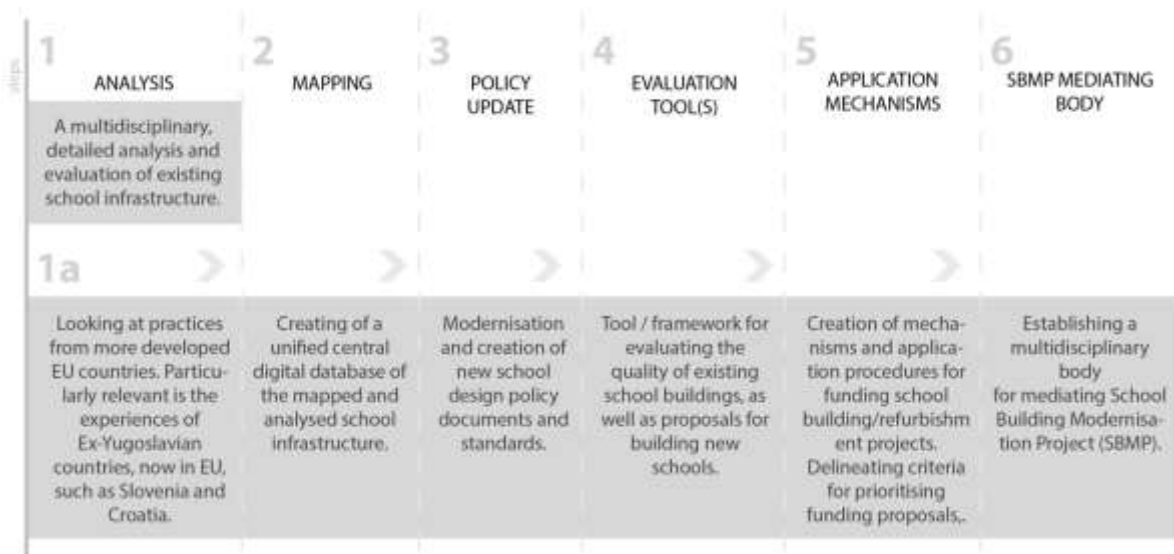 steps
1
ANALYSIS
A multidisciplinary,
detailed analysis and
evaluation of existing
school infrastructure.
1a
Looking at practices
from more developed
EU countries. Particu-
larly relevant is the
experiences of
Ex-Yugoslavian
countries, now in EU,
such as Slovenia and
Croatia.
2
MAPPING
Creating of a
unified central
digital database of
the mapped and
analysed school
infrastructure.
3
POLICY
UPDATE
Modernisation
and creation of
new school
design policy
documents and
standards.
4
EVALUATION
TOOL(S)
Tool / framework for
evaluating the
quality of existing
school buildings, as
well as proposals for
building new
schools.
5
APPLICATION
MECHANISMS
Creation of mecha-
nisms and applica-
tion procedures for
funding school
building/refurbishm
ent projects.
Delineating criteria
for prioritising
funding proposals,.
6
SBMP MEDIATING
BODY
Establishing a
multidisciplinary
body
for mediating School
Building Modernisa-
tion Project (SBMP).